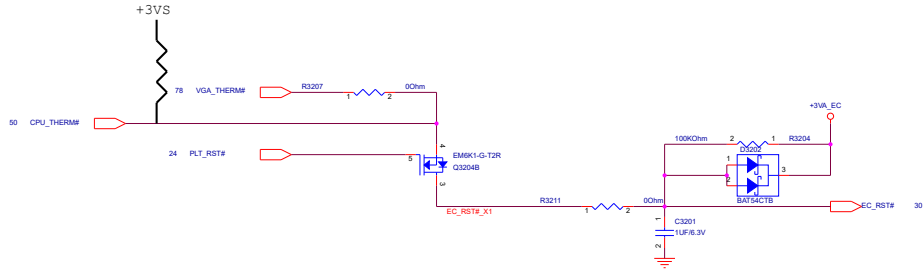 +3VS
78 VGA_THERM# R3207 0Ohm
1 2
50 CPU_THERM#
+3VA_EC
24 PLT_RST# 5 4 EM6K1-G-T2R
Q3204B
3
100KOhm 2 1 R3204
D3202
1
2 3
BAT54CTB
EC_RST#_X1
R3211 0Ohm
1 2
EC_RST# 30
1 C3201
1UF/6.3V
2